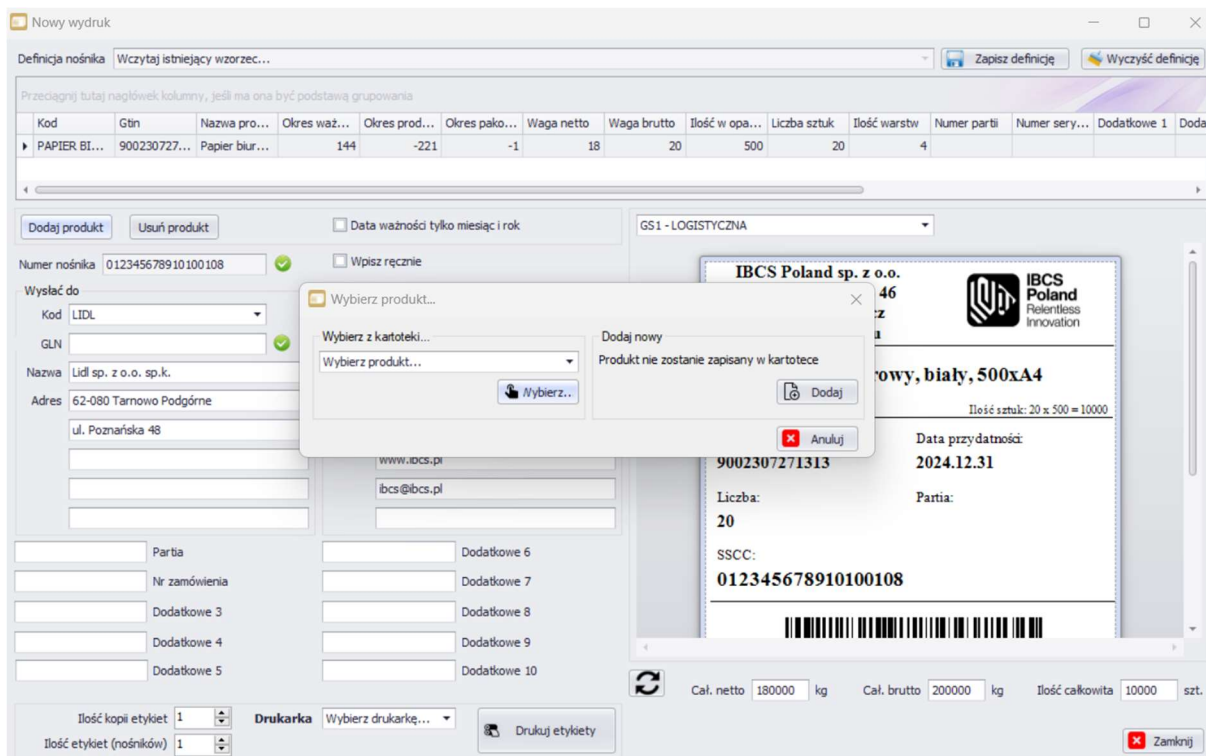 Nowy wydruk
Definicja nośnika Wczytaj istniejący wzorzec... Zapisz definicję Wyczyść definicję
Przeciągnij tutaj nagłówek kolumny, jeśli ma ona być podstawą grupowania
Kod Gtin Nazwa pro... Okres waż... Okres prod... Okres pako... Waga netto Waga brutto Ilość w opa... Liczba sztuk Ilość warstw Numer partii Numer sery... Dodatkowe 1 Doda
PAPIER BI... 900230727... Papier biur... 144 -221 -1 18 20 500 20 4
Dodaj produkt Usuń produkt Data ważności tylko miesiąc i rok GS1 - LOGISTYCZNA
Numer nośnika 012345678910100108 Wpisz ręcznie
Wysłać do
Kod LIDL
GLN
Nazwa Lidl sp. z o.o. sp.k.
Adres 62-080 Tarnowo Podgórne
ul. Poznańska 48
www.ibcs.pl
ibcs@ibcs.pl
Wybierz produkt...
Wybierz z kartoteki...
Wybierz produkt...
Wybierz..
Dodaj nowy
Produkt nie zostanie zapisany w kartotece
Dodaj
Anuluj
IBCS Poland sp. z o.o.
46
cz
u
IBCS
Poland
Relentless
Innovation
rowy, biały, 500xA4
Ilość sztuk: 20 x 500 = 10000
Data przydatności:
9002307271313 2024.12.31
Liczba: Partia:
20
SSCC:
012345678910100108
Partia Dodatkowe 6
Nr zamówienia Dodatkowe 7
Dodatkowe 3 Dodatkowe 8
Dodatkowe 4 Dodatkowe 9
Dodatkowe 5 Dodatkowe 10
Cał. netto 180000 kg Cał. brutto 200000 kg Ilość całkowita 10000 szt.
Ilość kopii etykiet 1 Drukarka Wybierz drukarkę... Drukuj etykiety
Ilość etykiet (nośników) 1 Zamknij